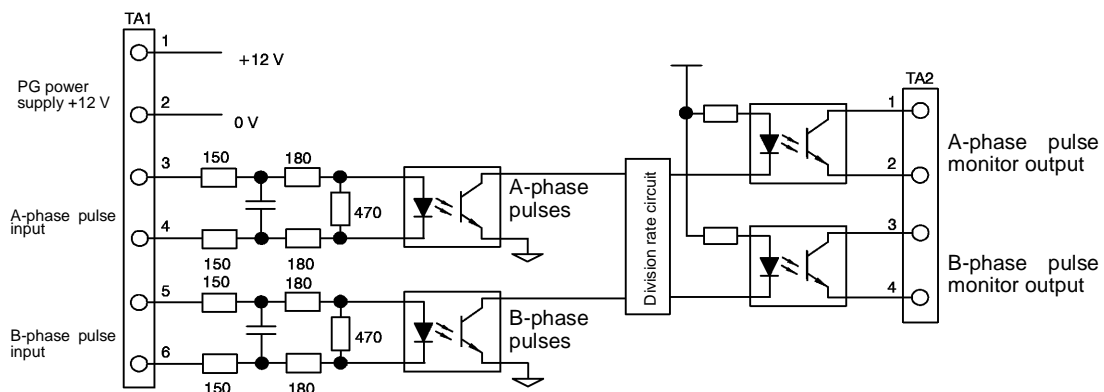 TA1
1
+12 V
PG power
supply +12 V
2
0 V
3
150
180
A-phase pulse
input
470
4
150
180
A-phase
pulses
5
150
180
B-phase pulse
input
470
6
150
180
B-phase
pulses
Division rate circuit
TA2
1
A-phase pulse
monitor output
2
3
B-phase pulse
monitor output
4